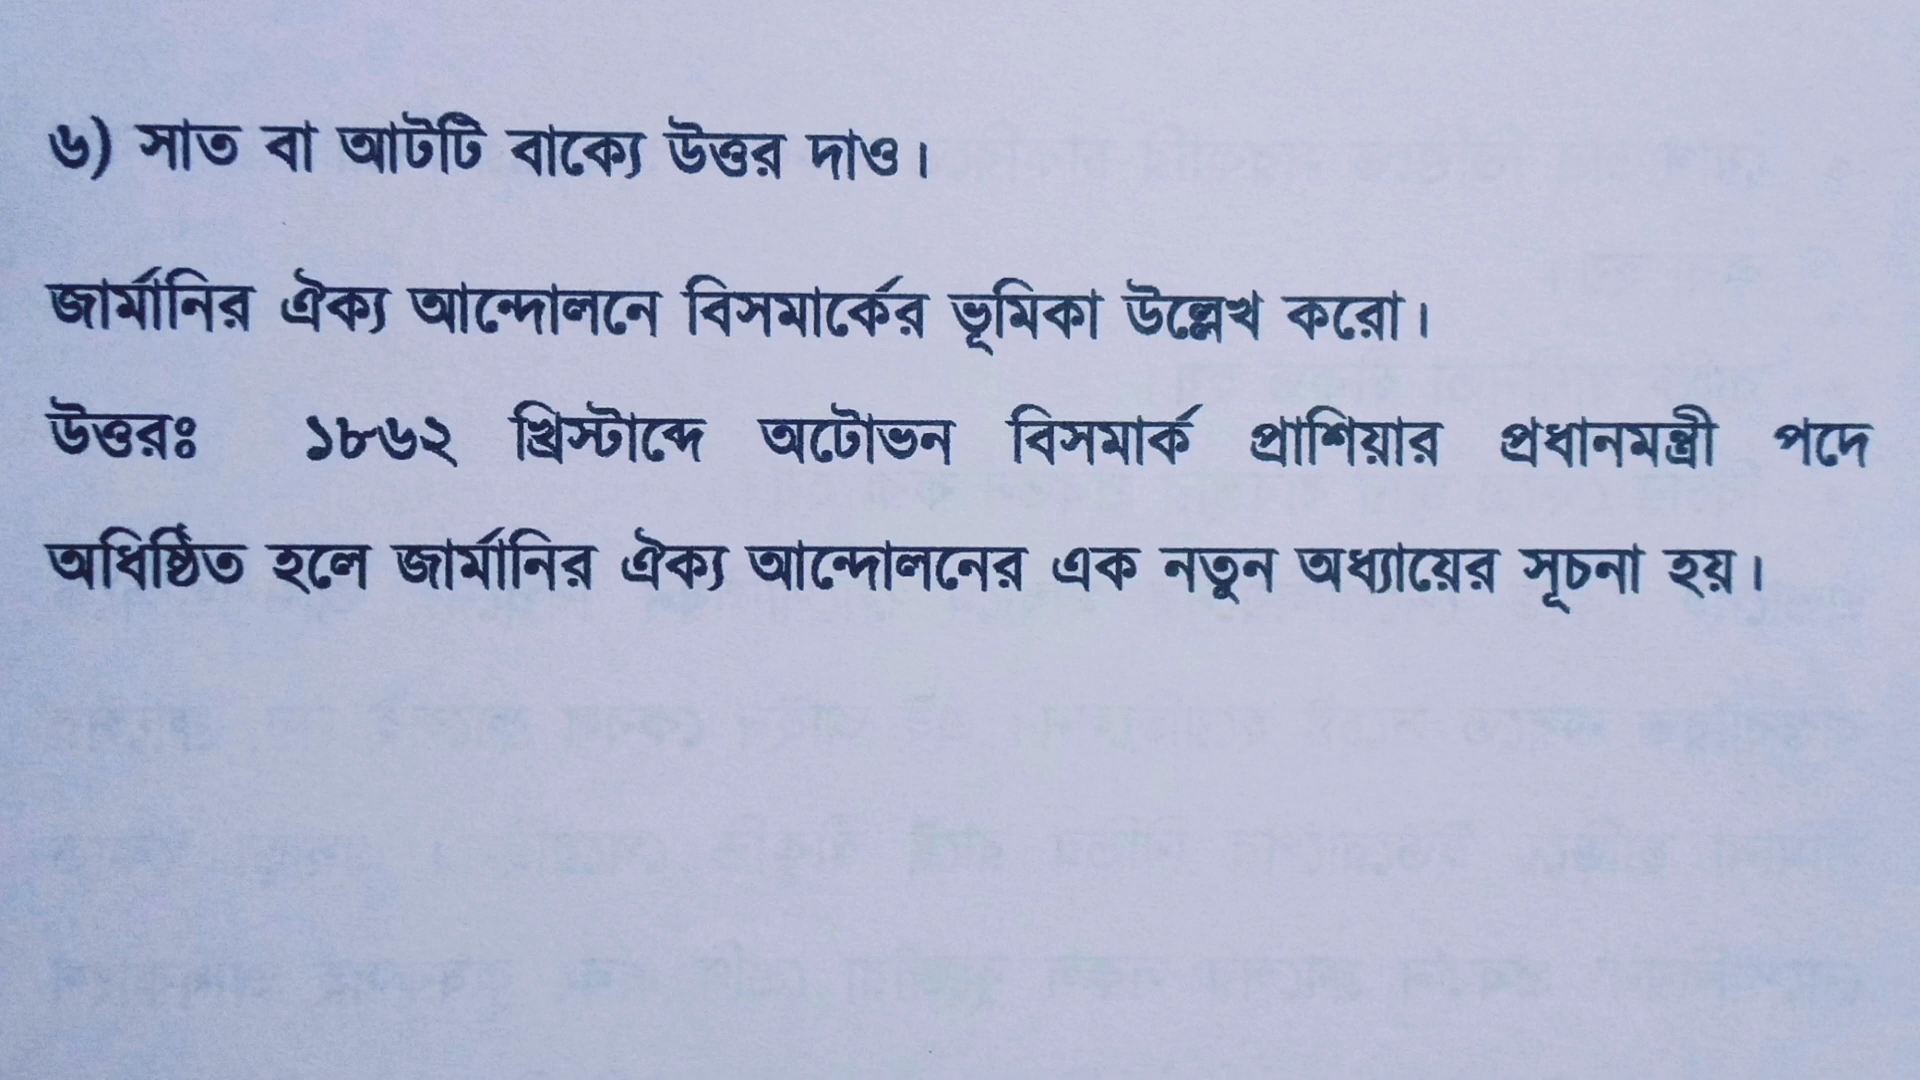 ৬) সাত বা আটটি বাক্যে উত্তর দাও।
জার্মানির ঐক্য আন্দোলনে বিসমার্কের ভূমিকা উল্লেখ করো।
উত্তরঃ ১৮৬২ খ্রিস্টাব্দে অটোভন বিসমার্ক প্রাশিয়ার প্রধানমন্ত্রী পদে
অধিষ্ঠিত হলে জার্মানির ঐক্য আন্দোলনের এক নতুন অধ্যায়ের সূচনা হয়।